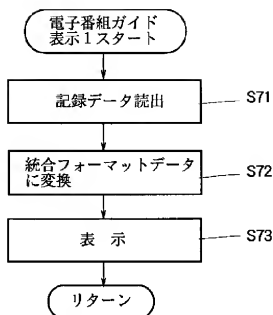 電子番組ガイド
表示1スタート
記録データ読出
S71
統合フォーマットデータ
に変換
S72
表 示
S73
リターン